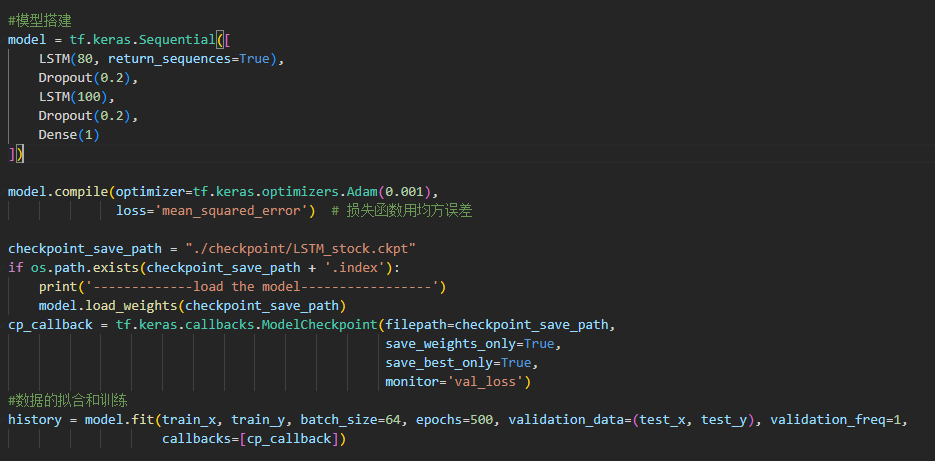 #模型搭建
model = tf.keras.Sequential([
    LSTM(80, return_sequences=True),
    Dropout(0.2),
    LSTM(100),
    Dropout(0.2),
    Dense(1)
])
model.compile(optimizer=tf.keras.optimizers.Adam(0.001),
              loss='mean_squared_error')  # 损失函数用均方误差
checkpoint_save_path = "./checkpoint/LSTM_stock.ckpt"
if os.path.exists(checkpoint_save_path + '.index'):
    print('-------------load the model-----------------')
    model.load_weights(checkpoint_save_path)
cp_callback = tf.keras.callbacks.ModelCheckpoint(filepath=checkpoint_save_path,
                                                 save_weights_only=True,
                                                 save_best_only=True,
                                                 monitor='val_loss')
#数据的拟合和训练
history = model.fit(train_x, train_y, batch_size=64, epochs=500, validation_data=(test_x, test_y), validation_freq=1,
                    callbacks=[cp_callback])